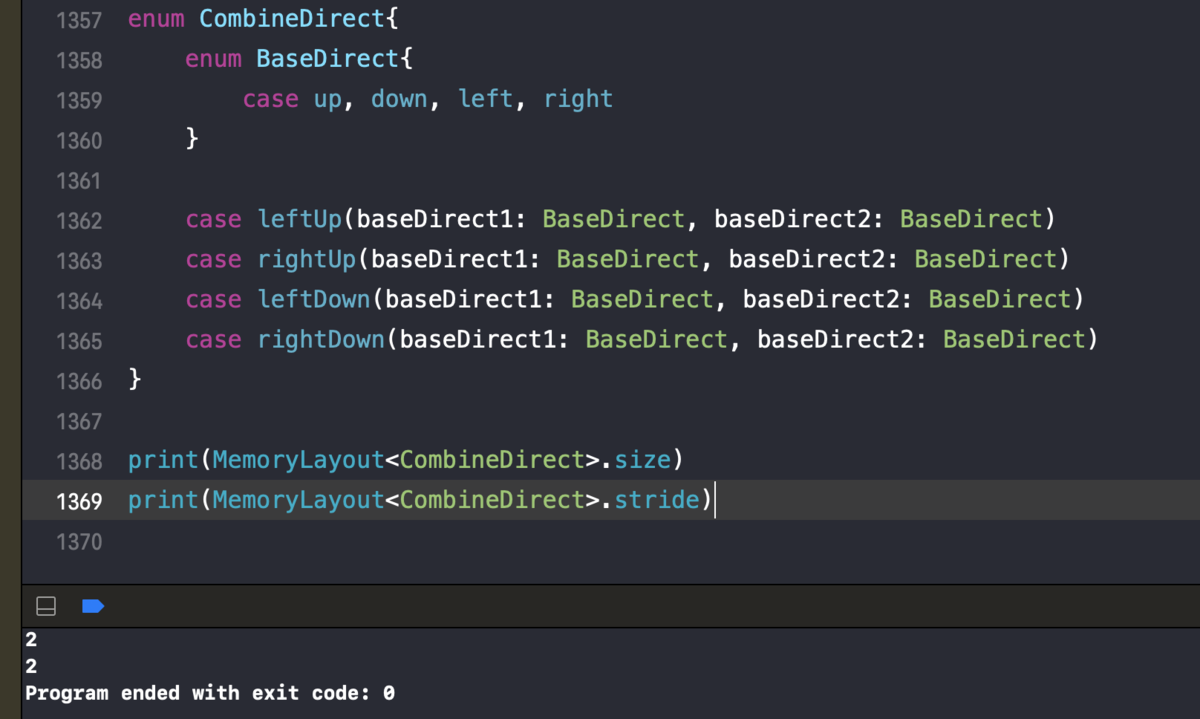 1357 enum CombineDirect{
1358     enum BaseDirect{
1359         case up, down, left, right
1360     }
1361
1362     case leftUp(baseDirect1: BaseDirect, baseDirect2: BaseDirect)
1363     case rightUp(baseDirect1: BaseDirect, baseDirect2: BaseDirect)
1364     case leftDown(baseDirect1: BaseDirect, baseDirect2: BaseDirect)
1365     case rightDown(baseDirect1: BaseDirect, baseDirect2: BaseDirect)
1366 }
1367
1368 print(MemoryLayout<CombineDirect>.size)
1369 print(MemoryLayout<CombineDirect>.stride)
1370
2
2
Program ended with exit code: 0